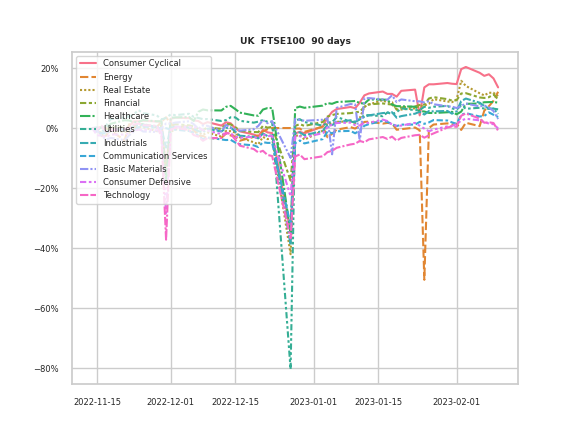 UK  FTSE100  90 days
20%
0%
−20%
−40%
−60%
−80%
Consumer Cyclical
Energy
Real Estate
Financial
Healthcare
Utilities
Industrials
Communication Services
Basic Materials
Consumer Defensive
Technology
2022-11-15
2022-12-01
2022-12-15
2023-01-01
2023-01-15
2023-02-01